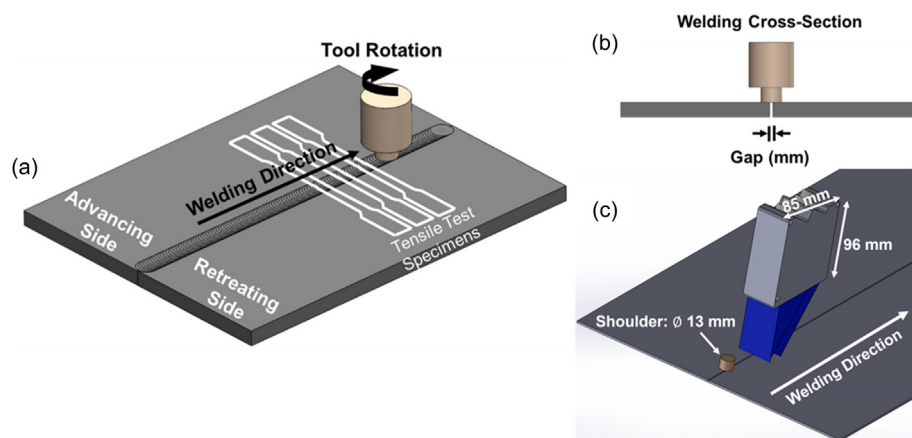 (a)
Tool Rotation
Welding Direction
Advancing
Side
Retreating
Side
Tensile Test
Specimens
(b)
Welding Cross-Section
Gap (mm)
(c)
85 mm
96 mm
Shoulder: ∅ 13 mm
Welding Direction